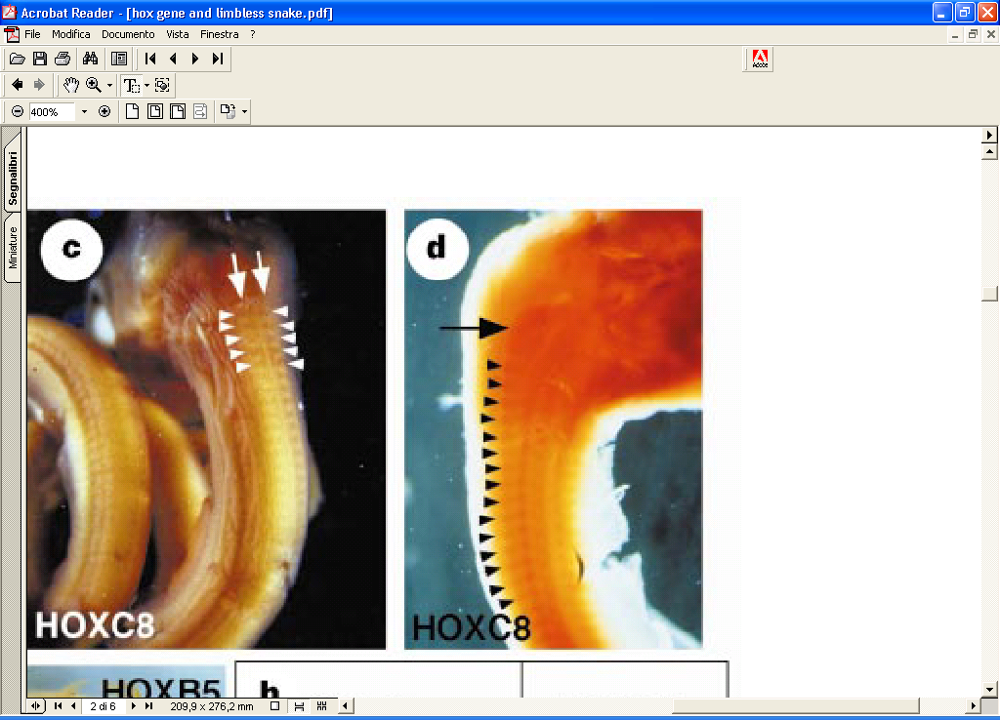 Acrobat Reader - [hox gene and limbless snake.pdf]
File Modifica Documento Vista Finestra ?
Adobe
400%
Segnalibri
Miniature
c
d
HOXC8
HOXC8
HOXB5
h
2 di 6
209,9 x 276,2 mm